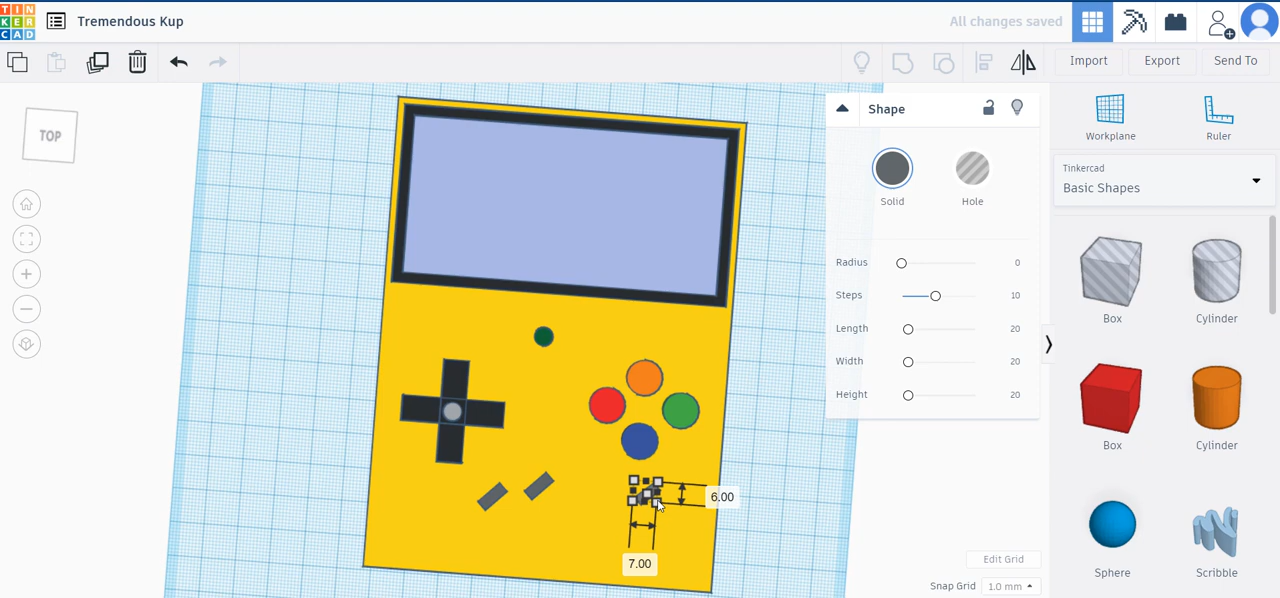 TIN
KER
CAD
Tremendous Kup
All changes saved
Import
Export
Send To
TOP
Shape
Solid
Hole
Radius 0
Steps 10
Length 20
Width 20
Height 20
Workplane
Ruler
Tinkercad
Basic Shapes
Box
Cylinder
Box
Cylinder
Sphere
Scribble
6.00
7.00
Edit Grid
Snap Grid 1.0 mm